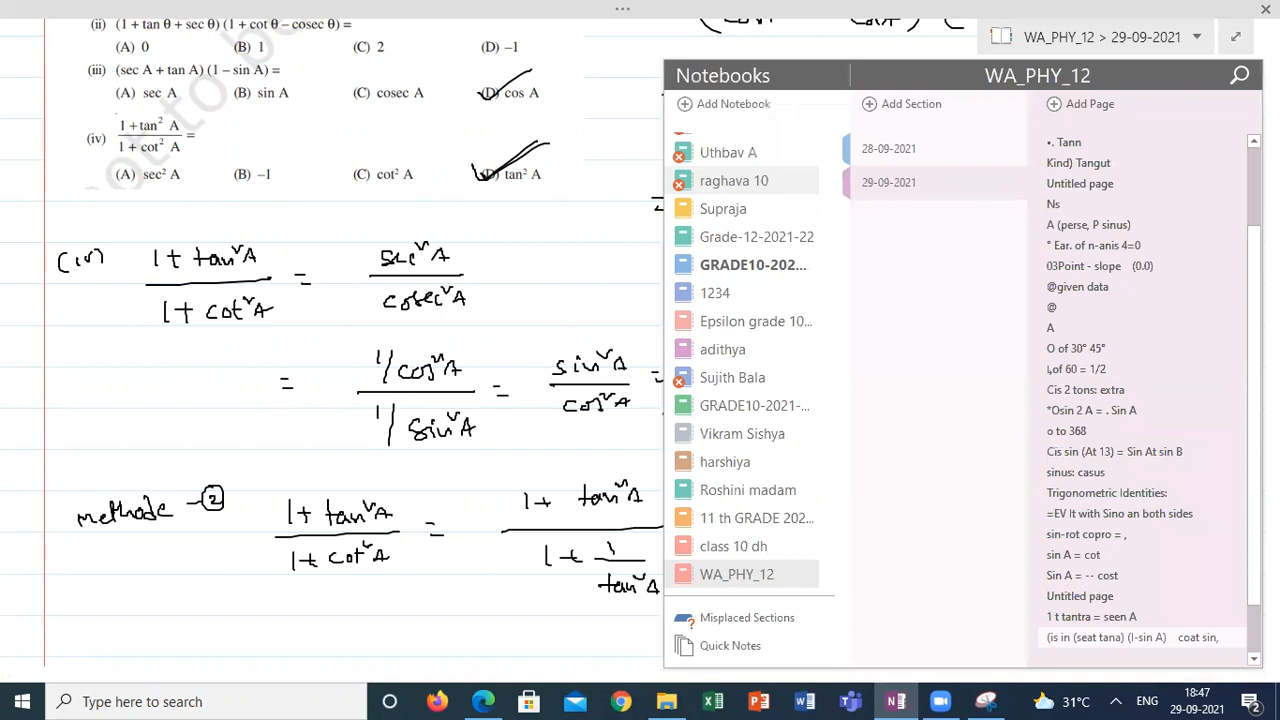 (ii) (1 + tan θ + sec θ) (1 + cot θ – cosec θ) =
(A) 0 (B) 1 (C) 2 (D) –1
(iii) (sec A + tan A) (1 – sin A) =
(A) sec A (B) sin A (C) cosec A (D) cos A
(iv) 1 + tan² A / 1 + cot² A =
(A) sec² A (B) –1 (C) cot² A (D) tan² A
(iv) 1 + tan²A / 1 + cot²A = sec²A / cosec²A
= 1/cos²A / 1/sin²A = sin²A / cos²A =
methode - 2 1 + tan²A / 1 + cot²A = 1 + tan²A / 1 + 1/tan²A
WA_PHY_12 > 29-09-2021
Notebooks
WA_PHY_12
Add Notebook
Add Section
Add Page
Uthbav A
raghava 10
Supraja
Grade-12-2021-22
GRADE10-202...
1234
Epsilon grade 10...
adithya
Sujith Bala
GRADE10-2021-...
Vikram Sishya
harshiya
Roshini madam
11 th GRADE 202...
class 10 dh
WA_PHY_12
Misplaced Sections
Quick Notes
28-09-2021
29-09-2021
•. Tann
Kind) Tangut
Untitled page
Ns
A (perse, P sinus)
° Ear. of n-anis 4=0
03Point - slope (0.0)
@given data
@
A
O of 30° 45°
i,of 60 = 1/2
Cis 2 tons: extra
*Osin 2 A = . Sin A
o to 368
Cis sin (At 13) = Sin At sin B
sinus: casus
Trigonometric Identities:
=EV It with Sino an both sides
sin-rot copro = ,
sin A = cot
Sin A = -- cost
Untitled page
1 t tantra = seen A
(is in (seat tana) (I-sin A) coat sin,
Type here to search
31°C
ENG
18:47
29-09-2021
2